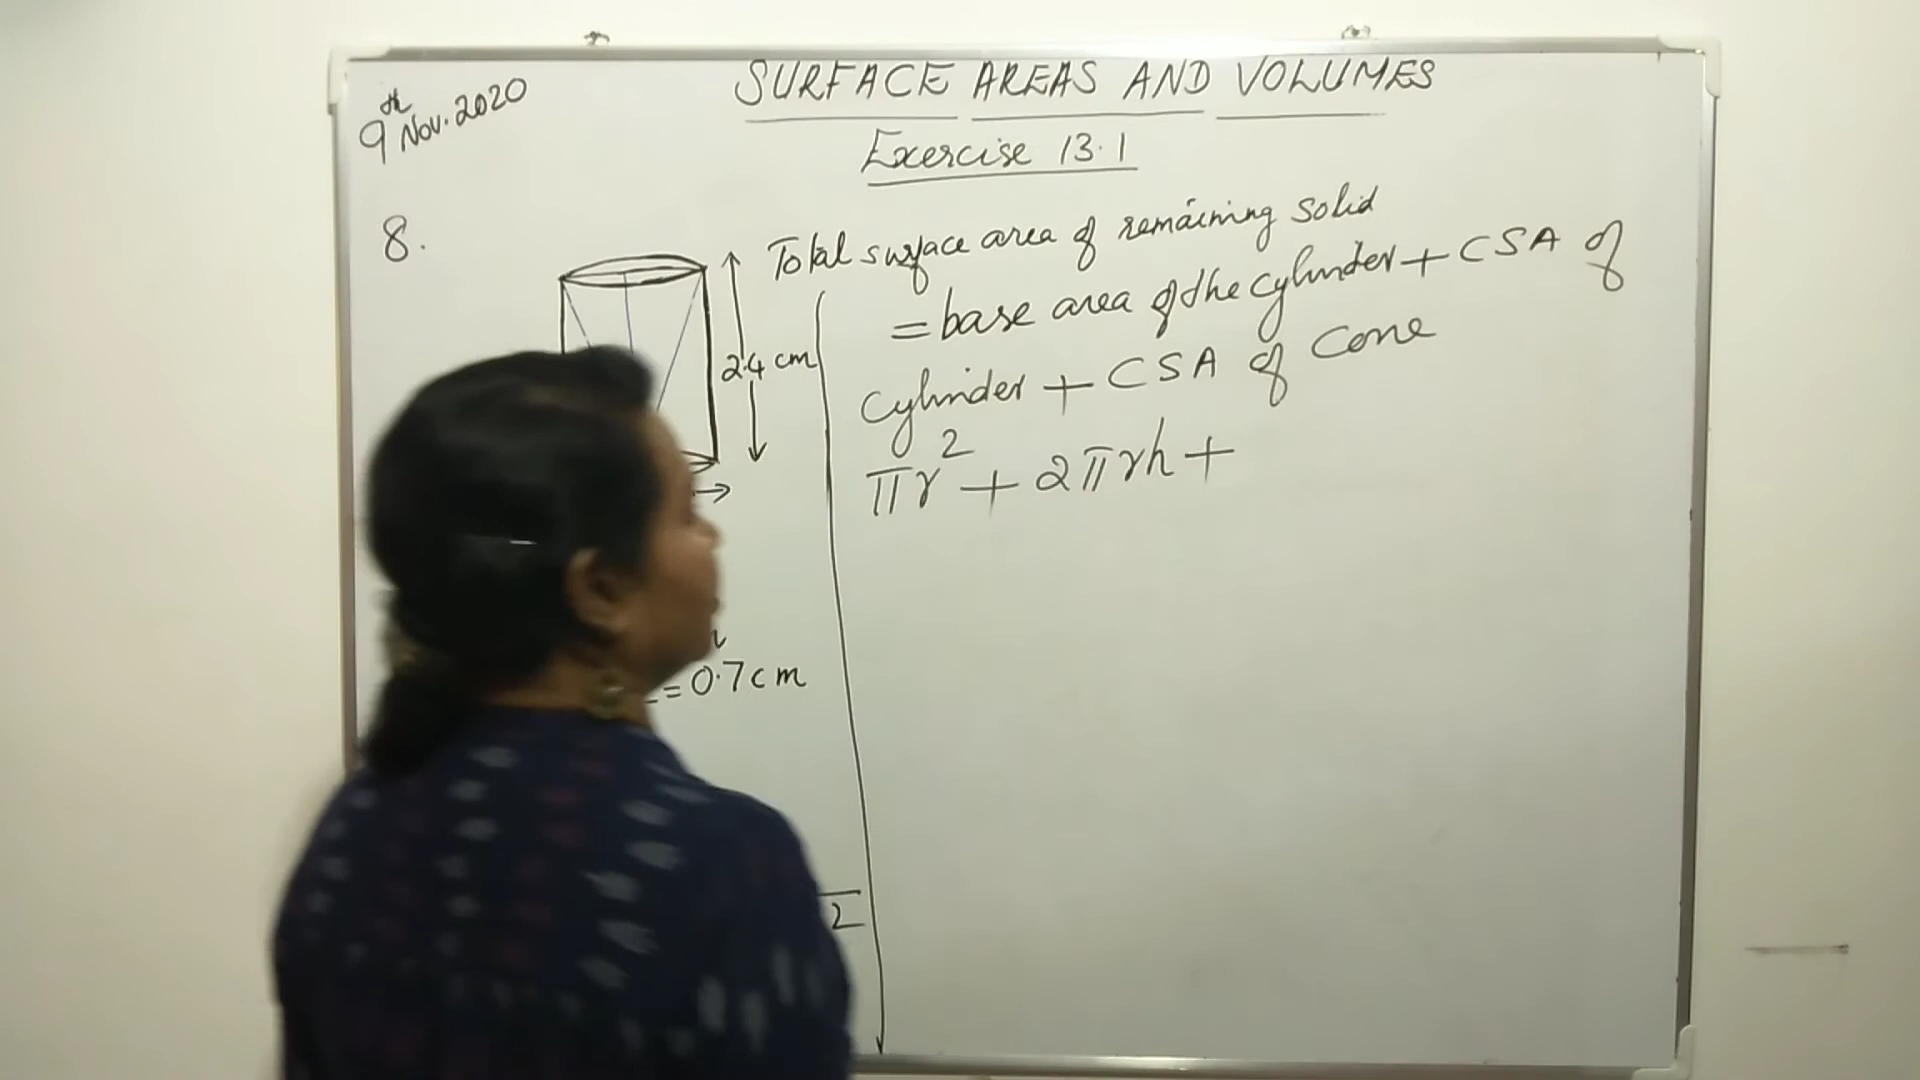 9th Nov. 2020
SURFACE AREAS AND VOLUMES
Exercise 13.1
8.
2.4 cm
= 0.7 cm
2
Total surface area of remaining solid
= base area of the cylinder + CSA of
cylinder + CSA of cone
πr² + 2πrh +